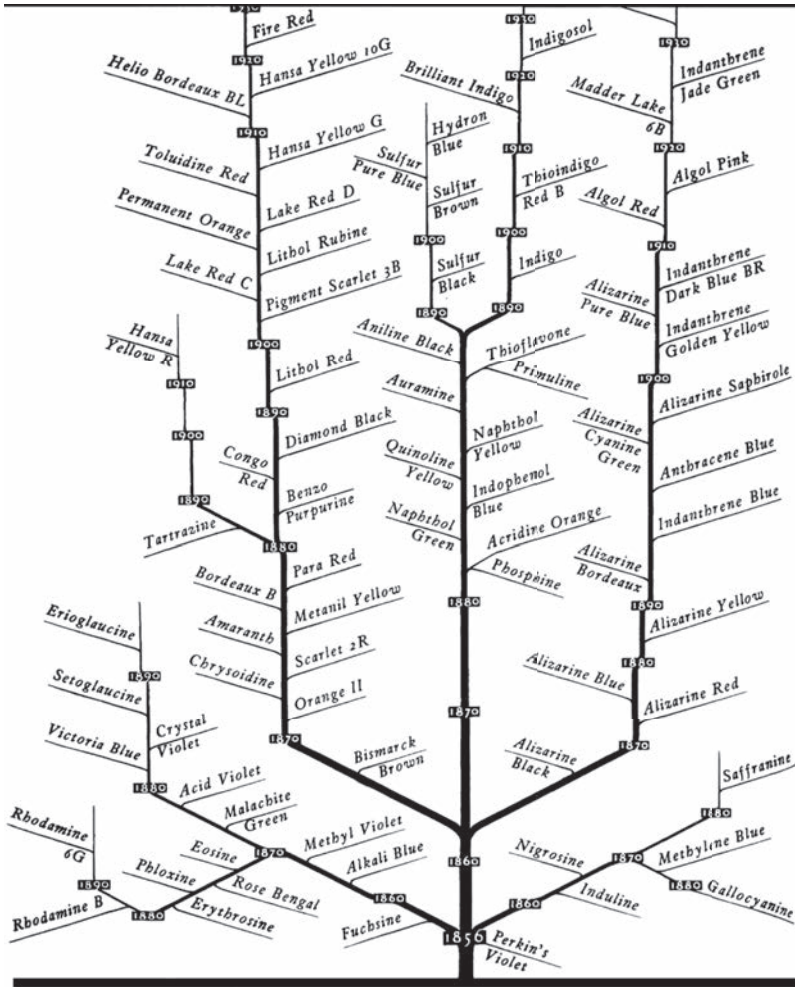 Fire Red
1930
Indigosol
1930
1920
Hansa Yellow 10G
Helio Bordeaux BL
Brilliant Indigo
1920
Indanthrene
Jade Green
Madder Lake
6B
1910
Hansa Yellow G
Toluidine Red
Hydron
Blue
Sulfur
Pure Blue
1910
1920
Algol Pink
Thioindigo
Red B
Sulfur
Brown
Lake Red D
Permanent Orange
Algol Red
Lithol Rubine
1900
1900
1910
Lake Red C
Pigment Scarlet 3B
Sulfur
Black
Indigo
Indanthrene
Dark Blue BR
Alizarine
Pure Blue
1890
1890
Hansa
Yellow R
1900
Aniline Black
Thioflavone
Primuline
Indanthrene
Golden Yellow
Lithol Red
1910
Auramine
1900
Alizarine Saphirole
1890
Diamond Black
1900
Naphthol
Yellow
Alizarine
Cyanine
Green
Congo
Red
Quinoline
Yellow
Anthracene Blue
1890
Benzo
Purpurine
Indophenol
Blue
Tartrazine
Naphthol
Green
Acridine Orange
Phosphine
Indanthrene Blue
1880
Para Red
Alizarine
Bordeaux
Bordeaux B
Metanil Yellow
1880
1890
Erioglaucine
Amaranth
Scarlet 2R
Alizarine Yellow
1890
Chrysoidine
1880
Setoglaucine
Orange II
Alizarine Blue
Alizarine Red
Crystal
Violet
1870
Victoria Blue
1870
Bismarck
Brown
Alizarine
Black
1870
1880
Acid Violet
Saffranine
Malachite
Green
1880
Rhodamine
6G
Methyl Violet
Eosine
1870
1860
Nigrosine
1870
Methyline Blue
Phloxine
Alkali Blue
1890
Rose Bengal
1860
Induline
1880
Gallocyanine
Rhodamine B
1880
Erythrosine
Fuchsine
1860
1856
Perkin's
Violet